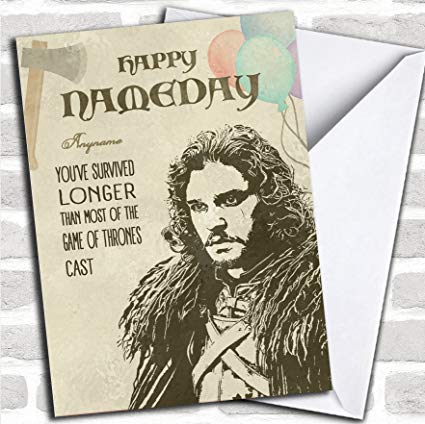 HAPPY
NAMEDAY
Anyname
YOU'VE SURVIVED
LONGER
THAN MOST OF THE
GAME OF THRONES
CAST